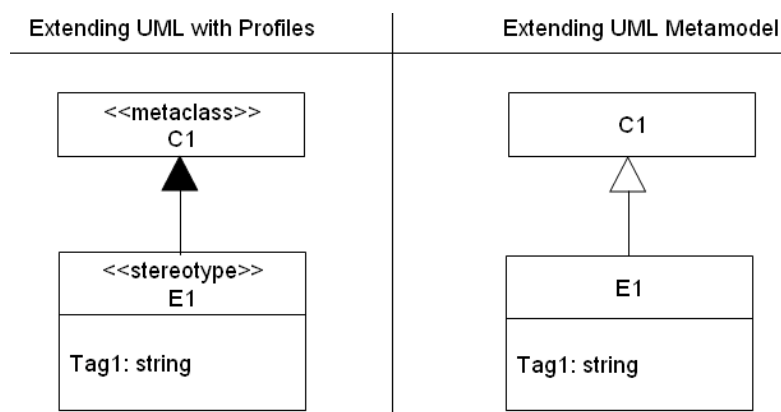 Extending UML with Profiles
Extending UML Metamodel
<<metaclass>>
C1
C1
<<stereotype>>
E1
E1
Tag1: string
Tag1: string